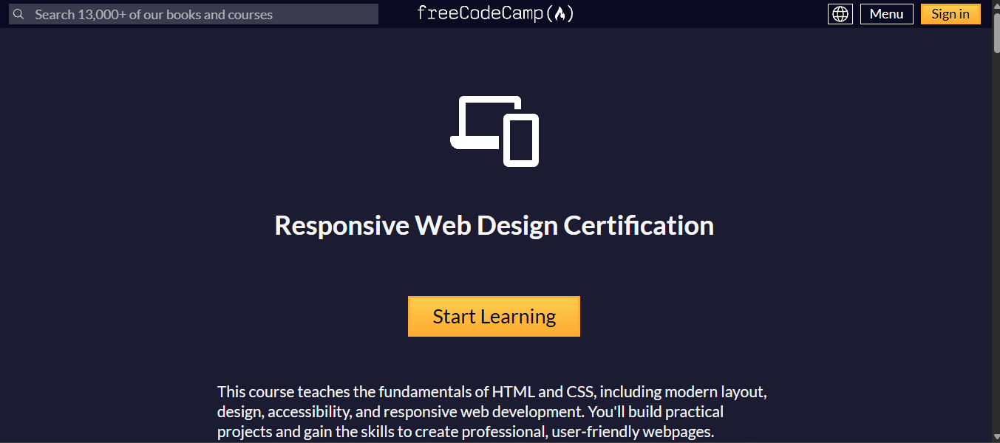 Search 13,000+ of our books and courses
freeCodeCamp(🔥)
Menu
Sign in
Responsive Web Design Certification
Start Learning
This course teaches the fundamentals of HTML and CSS, including modern layout,
design, accessibility, and responsive web development. You'll build practical
projects and gain the skills to create professional, user-friendly webpages.